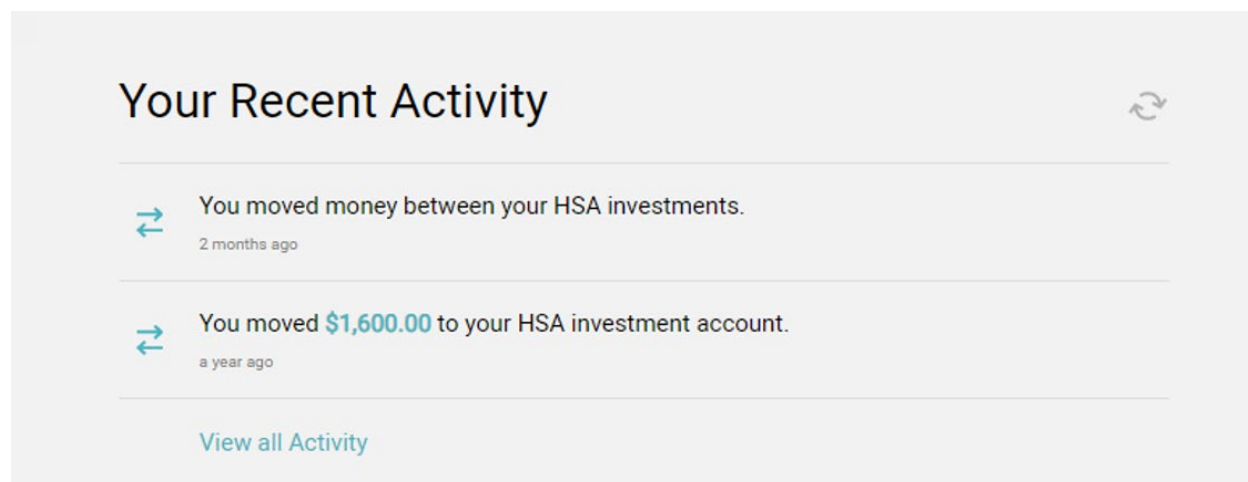 Your Recent Activity
You moved money between your HSA investments.
2 months ago
You moved $1,600.00 to your HSA investment account.
a year ago
View all Activity